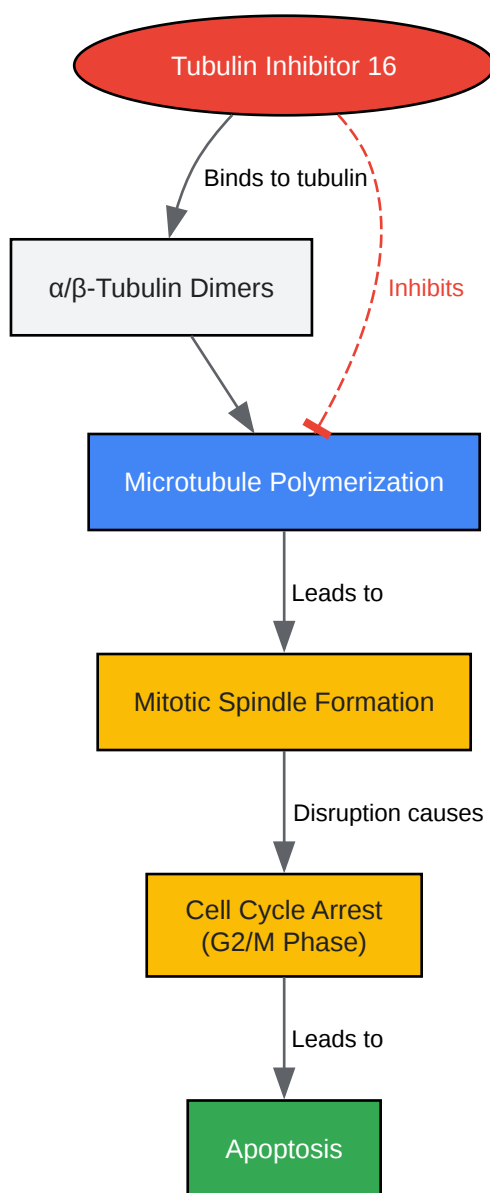 Tubulin Inhibitor 16
Binds to tubulin
α/β-Tubulin Dimers
Inhibits
Microtubule Polymerization
Leads to
Mitotic Spindle Formation
Disruption causes
Cell Cycle Arrest
(G2/M Phase)
Leads to
Apoptosis